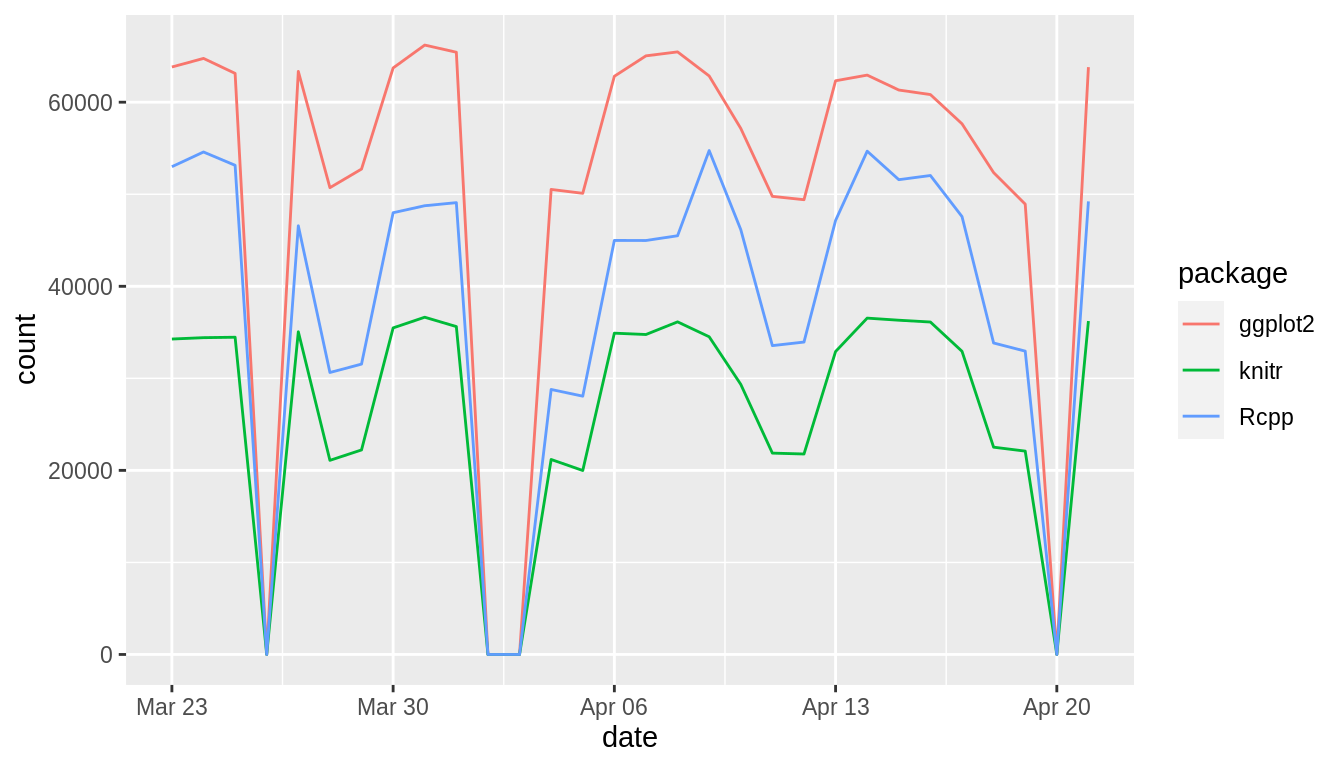 60000
40000
20000
0
count
Mar 23 Mar 30 Apr 06 Apr 13 Apr 20
date
package
ggplot2
knitr
Rcpp